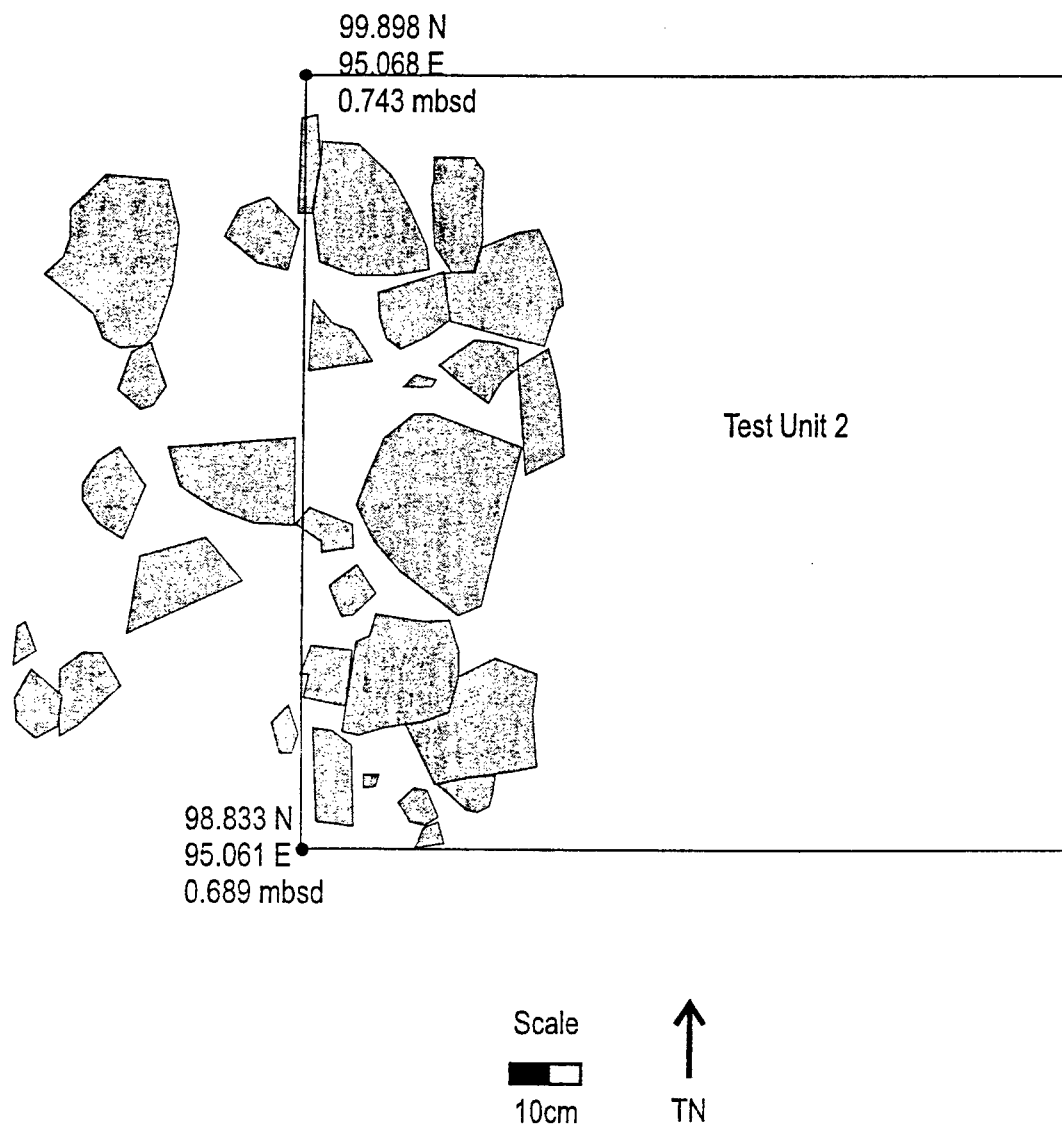 99.898 N
95.068 E
0.743 mbsd
Test Unit 2
98.833 N
95.061 E
0.689 mbsd
Scale
10cm
TN